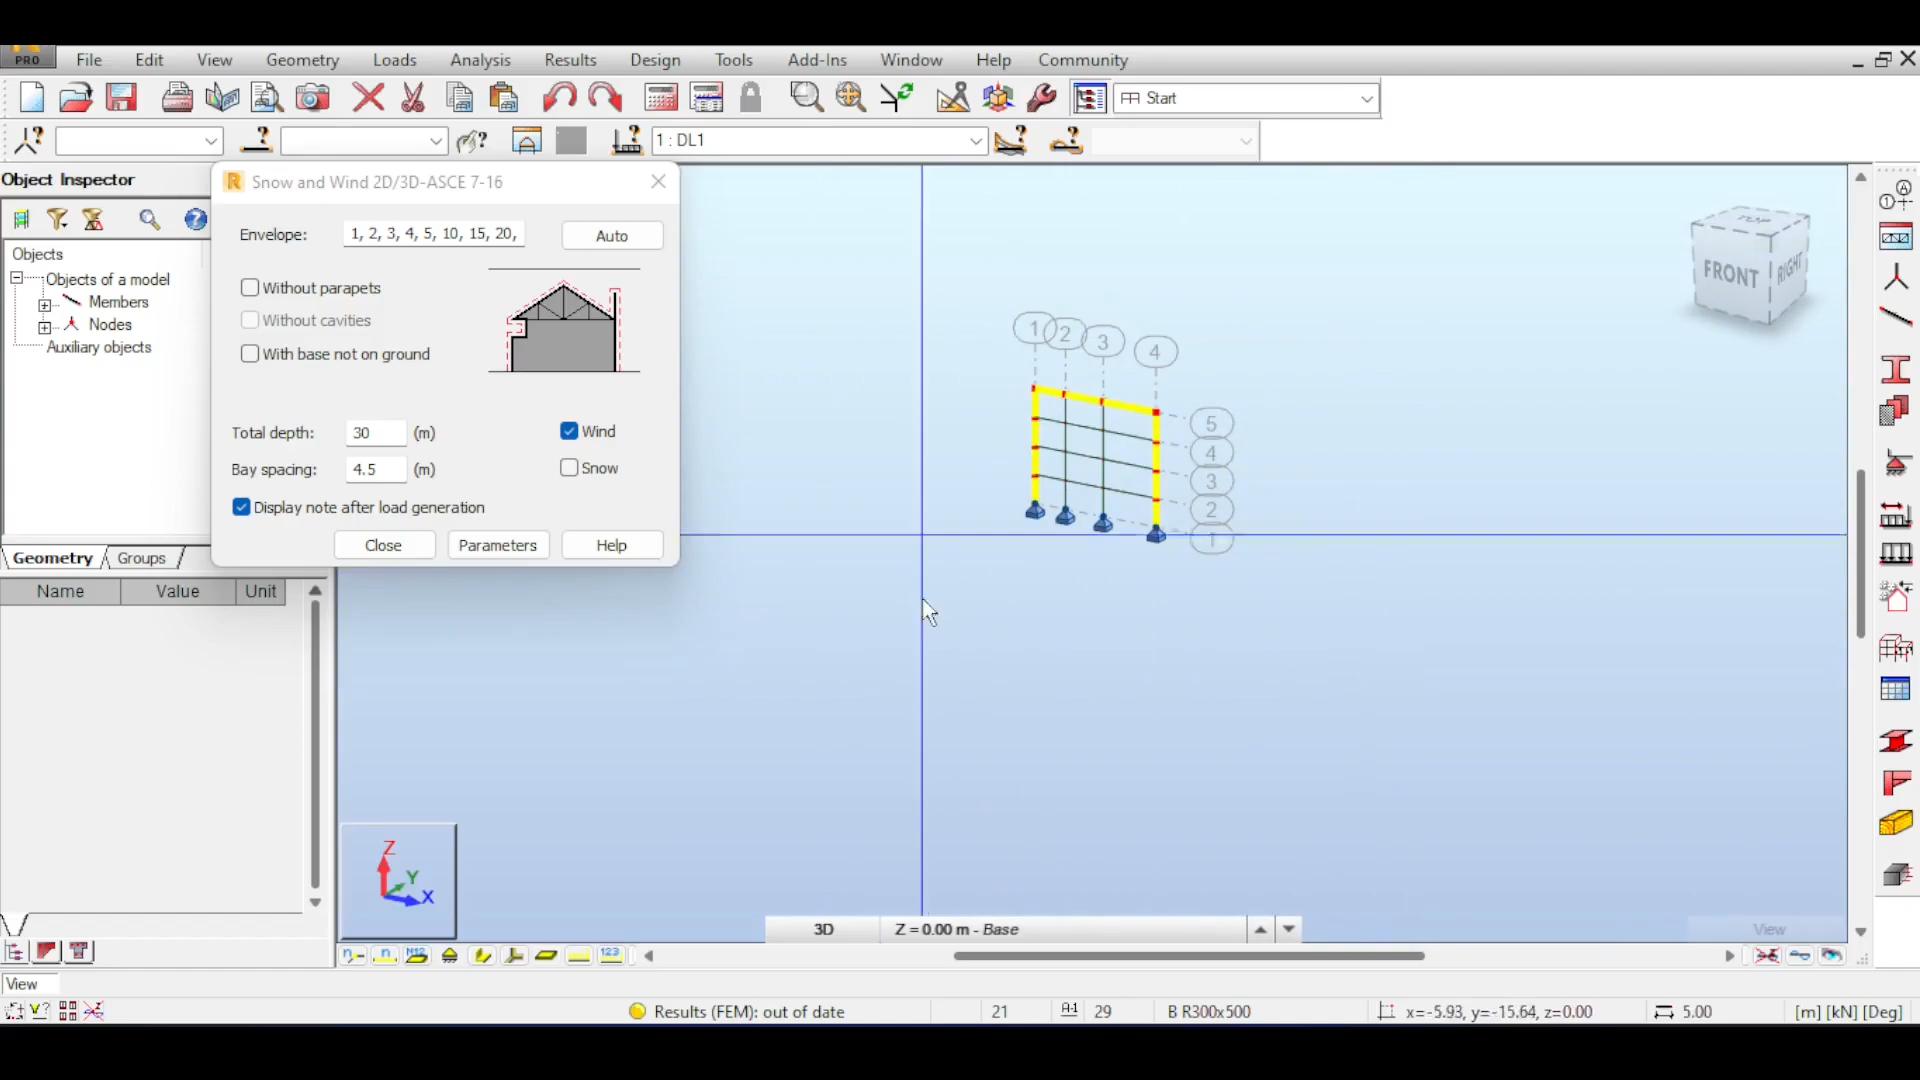 PRO File Edit View Geometry Loads Analysis Results Design Tools Add-Ins Window Help Community
Start
1 : DL1
Object Inspector
Snow and Wind 2D/3D-ASCE 7-16
Envelope: 1, 2, 3, 4, 5, 10, 15, 20, Auto
Without parapets
Without cavities
With base not on ground
Total depth: 30 (m) Wind
Bay spacing: 4.5 (m) Snow
Display note after load generation
Close Parameters Help
Objects
Objects of a model
Members
Nodes
Auxiliary objects
Geometry Groups
Name Value Unit
TOP
FRONT RIGHT
1 2 3 4
5
4
3
2
1
Z
Y
X
3D Z = 0.00 m - Base
View
View
Results (FEM): out of date 21 29 B R300x500 x=-5.93, y=-15.64, z=0.00 5.00 [m] [kN] [Deg]